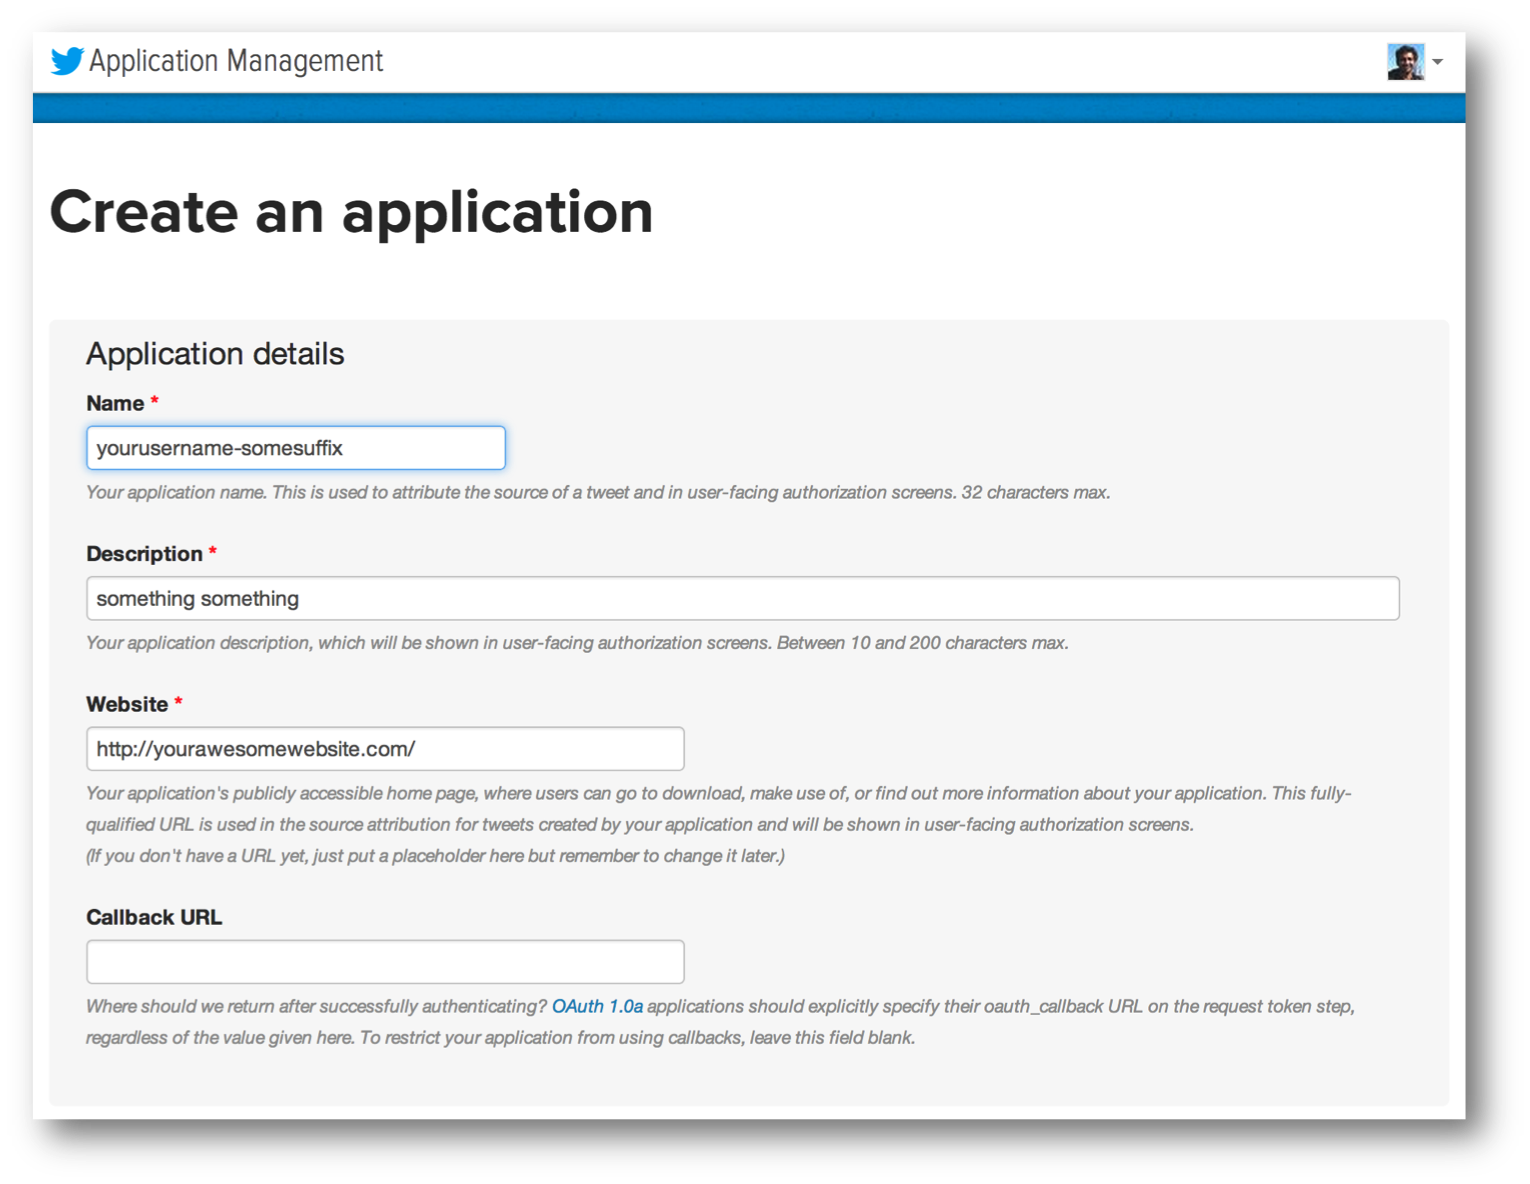 Application Management
Create an application
Application details
Name *
yourusername-somesuffix
Your application name. This is used to attribute the source of a tweet and in user-facing authorization screens. 32 characters max.
Description *
something something
Your application description, which will be shown in user-facing authorization screens. Between 10 and 200 characters max.
Website *
http://yourawesomewebsite.com/
Your application's publicly accessible home page, where users can go to download, make use of, or find out more information about your application. This fully-
qualified URL is used in the source attribution for tweets created by your application and will be shown in user-facing authorization screens.
(If you don't have a URL yet, just put a placeholder here but remember to change it later.)
Callback URL
Where should we return after successfully authenticating? OAuth 1.0a applications should explicitly specify their oauth_callback URL on the request token step,
regardless of the value given here. To restrict your application from using callbacks, leave this field blank.